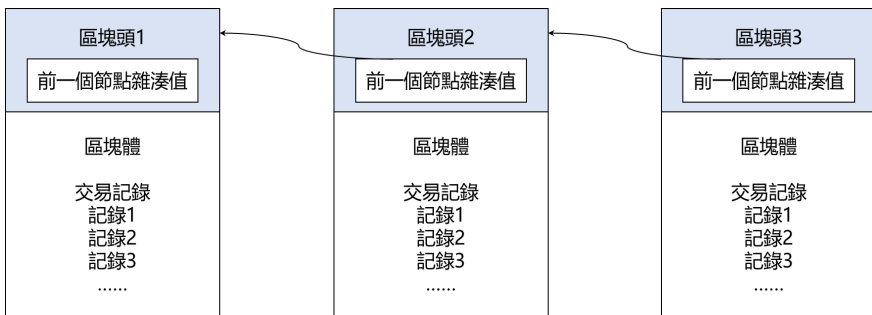 區塊頭1
前一個節點雜湊值
區塊體
交易記錄
記錄1
記錄2
記錄3
……
區塊頭2
前一個節點雜湊值
區塊體
交易記錄
記錄1
記錄2
記錄3
……
區塊頭3
前一個節點雜湊值
區塊體
交易記錄
記錄1
記錄2
記錄3
……